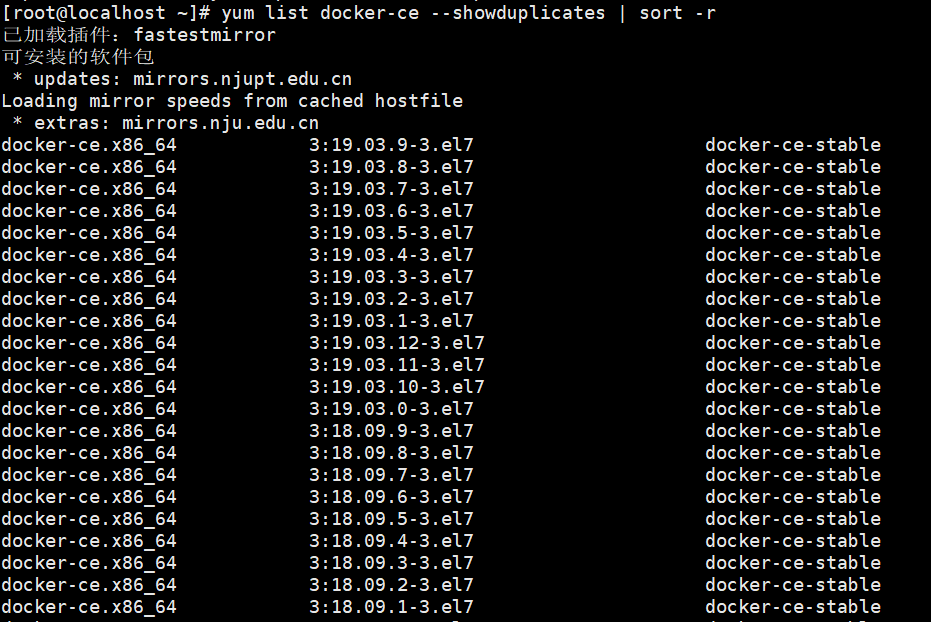 [root@localhost ~]# yum list docker-ce --showduplicates | sort -r
已加载插件：fastestmirror
可安装的软件包
 * updates: mirrors.njupt.edu.cn
Loading mirror speeds from cached hostfile
 * extras: mirrors.nju.edu.cn
docker-ce.x86_64            3:19.03.9-3.el7                     docker-ce-stable
docker-ce.x86_64            3:19.03.8-3.el7                     docker-ce-stable
docker-ce.x86_64            3:19.03.7-3.el7                     docker-ce-stable
docker-ce.x86_64            3:19.03.6-3.el7                     docker-ce-stable
docker-ce.x86_64            3:19.03.5-3.el7                     docker-ce-stable
docker-ce.x86_64            3:19.03.4-3.el7                     docker-ce-stable
docker-ce.x86_64            3:19.03.3-3.el7                     docker-ce-stable
docker-ce.x86_64            3:19.03.2-3.el7                     docker-ce-stable
docker-ce.x86_64            3:19.03.1-3.el7                     docker-ce-stable
docker-ce.x86_64            3:19.03.12-3.el7                    docker-ce-stable
docker-ce.x86_64            3:19.03.11-3.el7                    docker-ce-stable
docker-ce.x86_64            3:19.03.10-3.el7                    docker-ce-stable
docker-ce.x86_64            3:19.03.0-3.el7                     docker-ce-stable
docker-ce.x86_64            3:18.09.9-3.el7                     docker-ce-stable
docker-ce.x86_64            3:18.09.8-3.el7                     docker-ce-stable
docker-ce.x86_64            3:18.09.7-3.el7                     docker-ce-stable
docker-ce.x86_64            3:18.09.6-3.el7                     docker-ce-stable
docker-ce.x86_64            3:18.09.5-3.el7                     docker-ce-stable
docker-ce.x86_64            3:18.09.4-3.el7                     docker-ce-stable
docker-ce.x86_64            3:18.09.3-3.el7                     docker-ce-stable
docker-ce.x86_64            3:18.09.2-3.el7                     docker-ce-stable
docker-ce.x86_64            3:18.09.1-3.el7                     docker-ce-stable